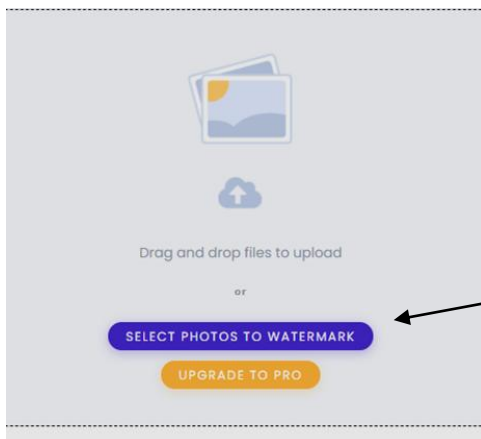 Drag and drop files to upload
or
SELECT PHOTOS TO WATERMARK
UPGRADE TO PRO